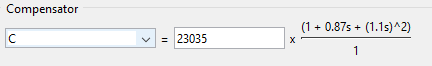 Compensator
C = 23035 x (1 + 0.87s + (1.1s)^2)
1